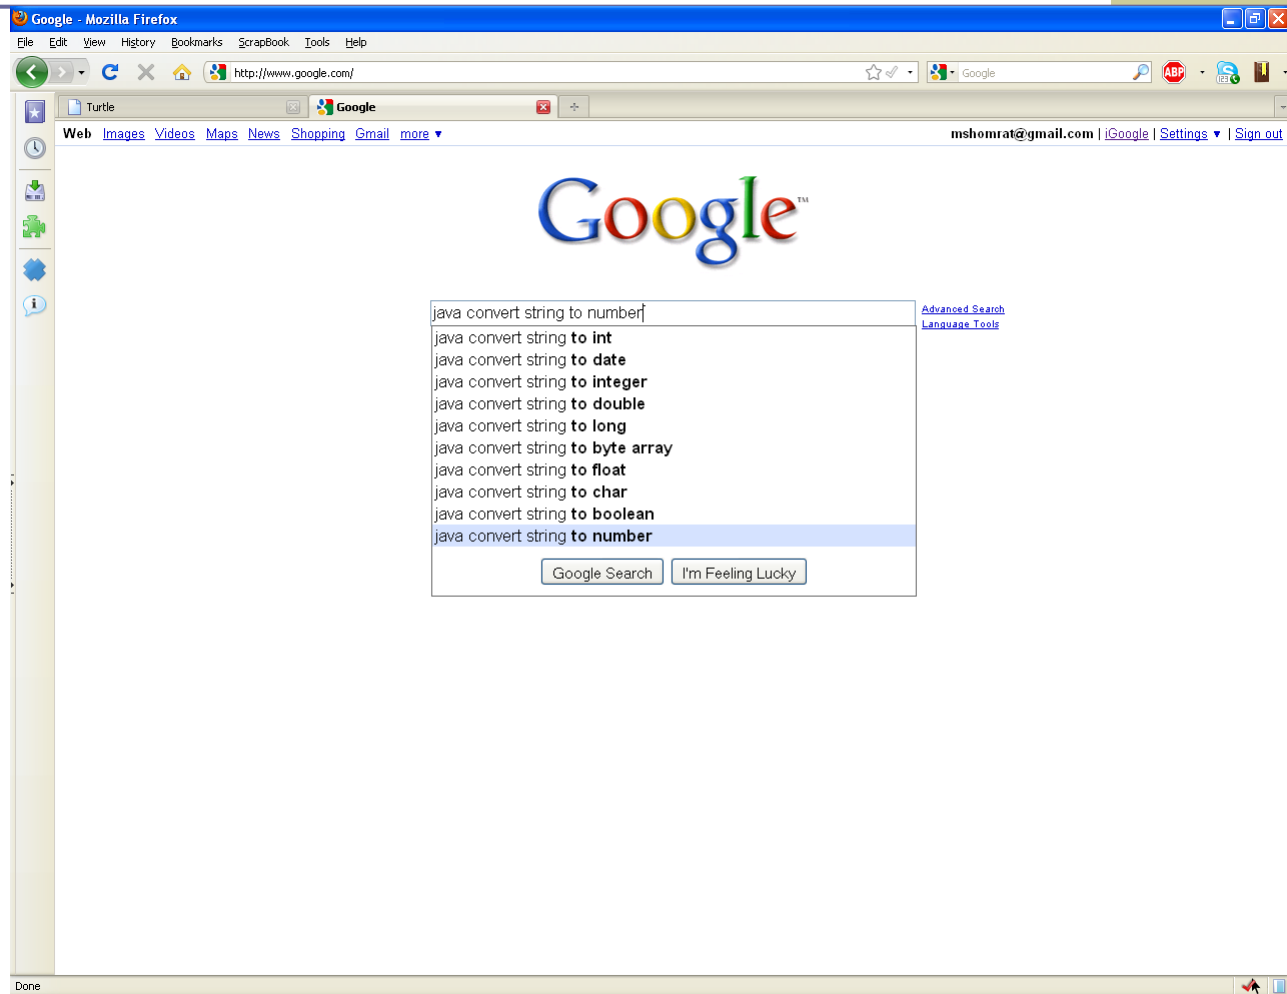 Google - Mozilla Firefox
File Edit View History Bookmarks ScrapBook Tools Help
http://www.google.com/ Google ABP 123
Turtle Google
Web Images Videos Maps News Shopping Gmail more ▼ mshomrat@gmail.com | iGoogle | Settings ▼ | Sign out
Google™
java convert string to number Advanced Search
Language Tools
java convert string to int
java convert string to date
java convert string to integer
java convert string to double
java convert string to long
java convert string to byte array
java convert string to float
java convert string to char
java convert string to boolean
java convert string to number
Google Search I'm Feeling Lucky
Done